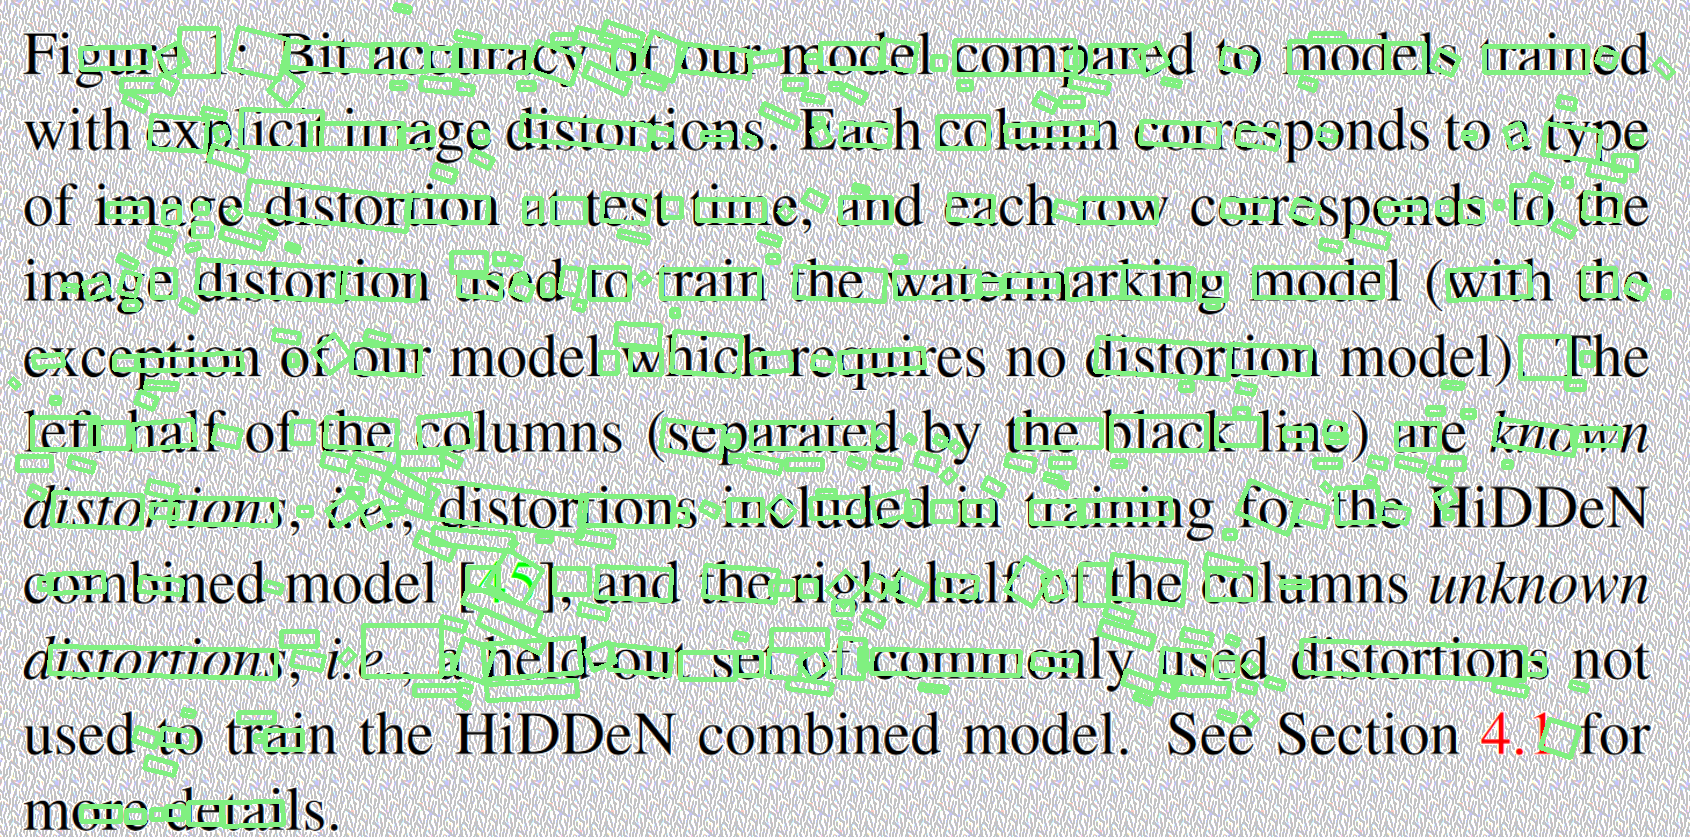 Figure 1: Bit accuracy of our model compared to models trained
with explicit image distortions. Each column corresponds to a type
of image distortion at test time, and each row corresponds to the
image distortion used to train the watermarking model (with the
exception of our model which requires no distortion model). The
left half of the columns (separated by the black line) are known
distortions, i.e., distortions included in training for the HiDDeN
combined model [45], and the right half of the columns unknown
distortions, i.e., a held-out set of commonly used distortions not
used to train the HiDDeN combined model. See Section 4.1 for
more details.